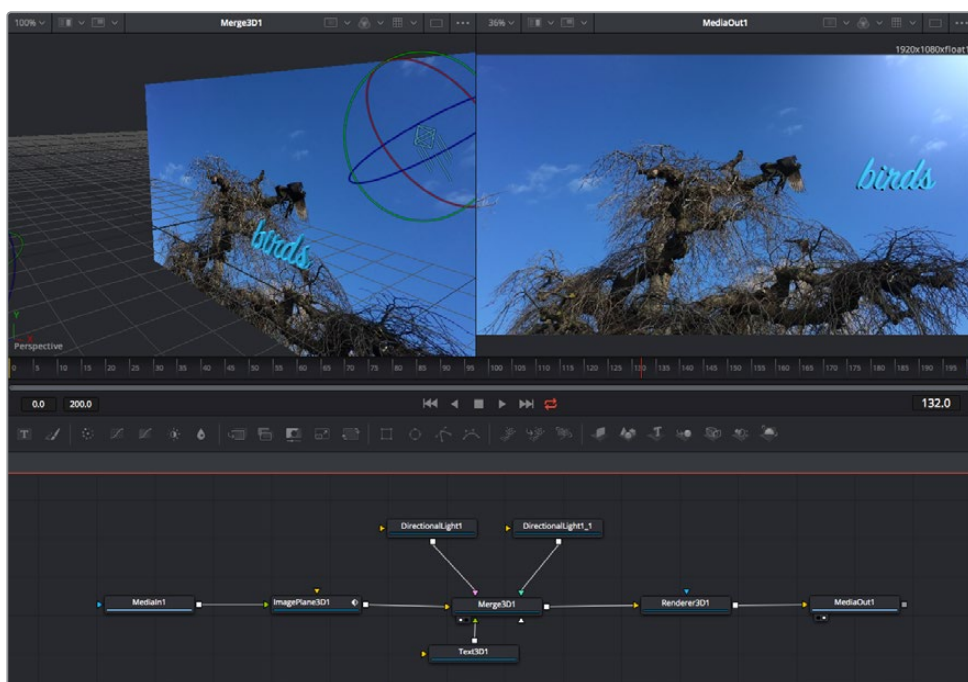 100% Merge3D1 36% MediaOut1
1920x1080xfloat1
birds birds
Y
X
Perspective
0 5 10 15 20 25 30 35 40 45 50 55 60 65 70 75 80 85 90 95 100 105 110 115 120 125 130 135 140 145 150 155 160 165 170 175 180 185 190 195
0.0 200.0 132.0
T
DirectionalLight1 DirectionalLight1_1
MediaIn1 ImagePlane3D1 Merge3D1 Renderer3D1 MediaOut1
Text3D1